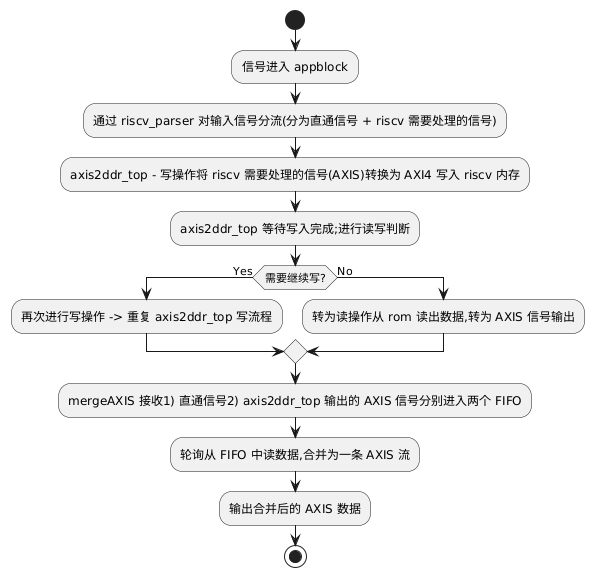 信号进入 appblock
通过 riscv_parser 对输入信号分流(分为直通信号 + riscv 需要处理的信号)
axis2ddr_top - 写操作将 riscv 需要处理的信号(AXIS)转换为 AXI4 写入 riscv 内存
axis2ddr_top 等待写入完成;进行读写判断
Yes
需要继续写?
No
再次进行写操作 -> 重复 axis2ddr_top 写流程
转为读操作从 rom 读出数据,转为 AXIS 信号输出
mergeAXIS 接收1) 直通信号2) axis2ddr_top 输出的 AXIS 信号分别进入两个 FIFO
轮询从 FIFO 中读数据,合并为一条 AXIS 流
输出合并后的 AXIS 数据